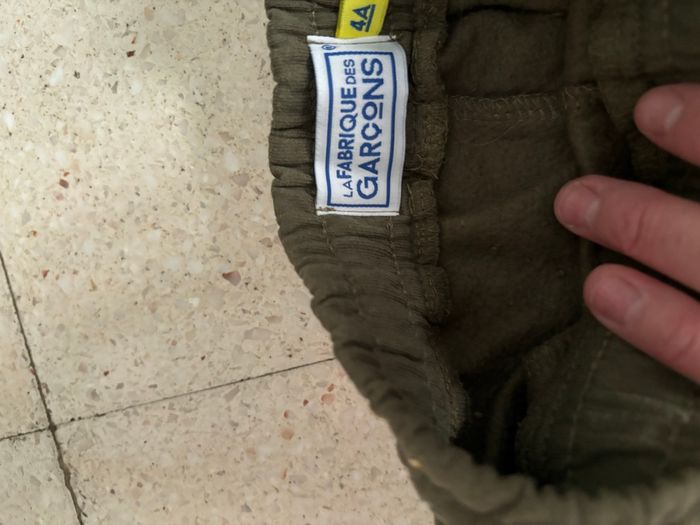 4A
LA FABRIQUE DES
GARÇONS
®